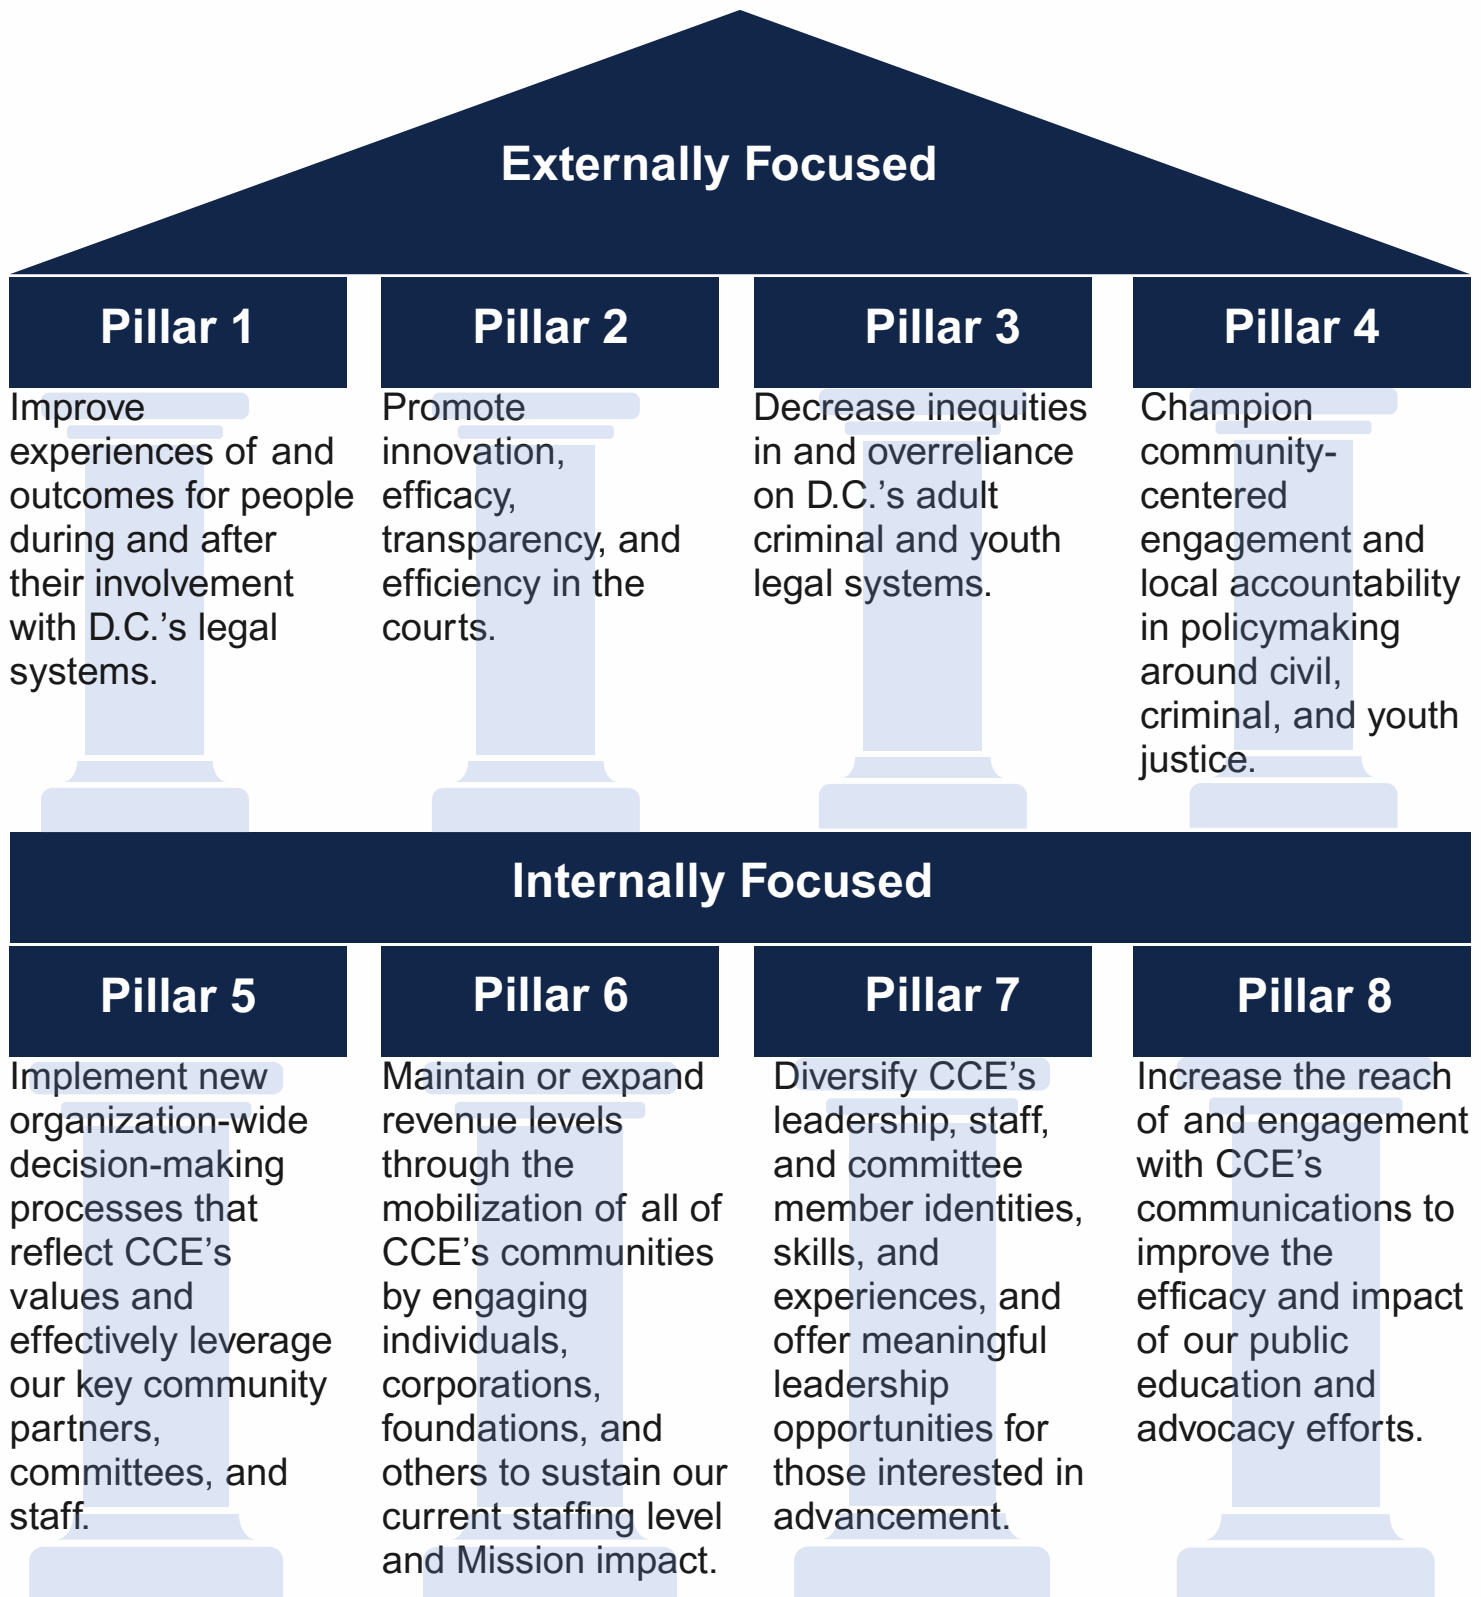 Externally Focused
Pillar 1
Improve
experiences of and
outcomes for people
during and after
their involvement
with D.C.’s legal
systems.
Pillar 2
Promote
innovation,
efficacy,
transparency, and
efficiency in the
courts.
Pillar 3
Decrease inequities
in and overreliance
on D.C.’s adult
criminal and youth
legal systems.
Pillar 4
Champion
community-
centered
engagement and
local accountability
in policymaking
around civil,
criminal, and youth
justice.
Internally Focused
Pillar 5
Implement new
organization-wide
decision-making
processes that
reflect CCE’s
values and
effectively leverage
our key community
partners,
committees, and
staff.
Pillar 6
Maintain or expand
revenue levels
through the
mobilization of all of
CCE’s communities
by engaging
individuals,
corporations,
foundations, and
others to sustain our
current staffing level
and Mission impact.
Pillar 7
Diversify CCE’s
leadership, staff,
and committee
member identities,
skills, and
experiences, and
offer meaningful
leadership
opportunities for
those interested in
advancement.
Pillar 8
Increase the reach
of and engagement
with CCE’s
communications to
improve the
efficacy and impact
of our public
education and
advocacy efforts.